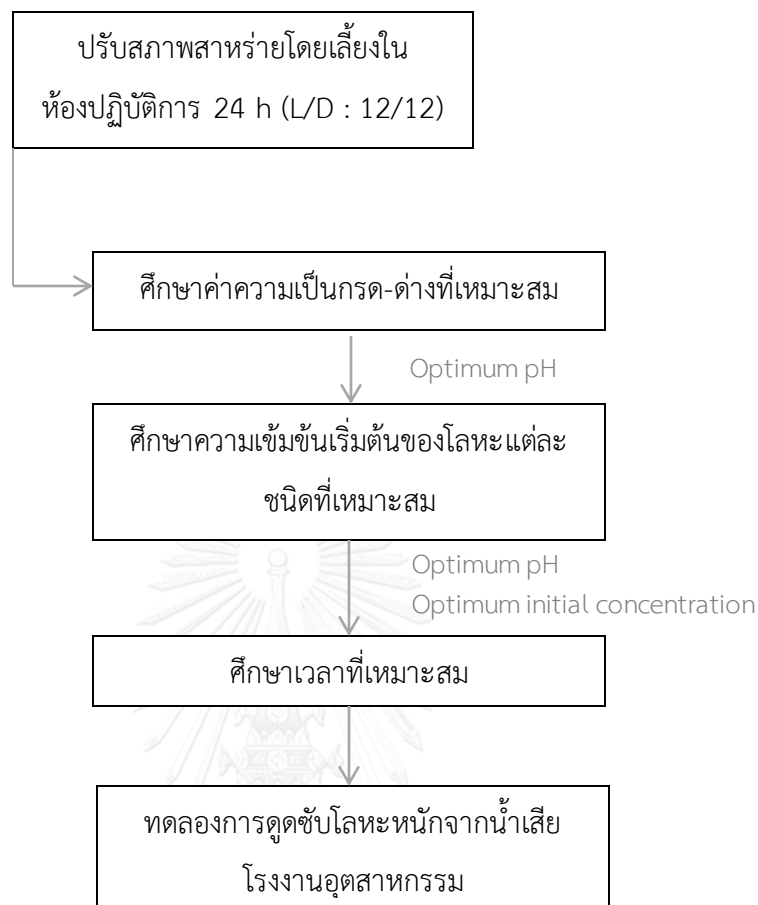 ปรับสภาพสาหร่ายโดยเลี้ยงใน
ห้องปฏิบัติการ 24 h (L/D : 12/12)
ศึกษาค่าความเป็นกรด-ด่างที่เหมาะสม
Optimum pH
ศึกษาความเข้มข้นเริ่มต้นของโลหะแต่ละ
ชนิดที่เหมาะสม
Optimum pH
Optimum initial concentration
ศึกษาเวลาที่เหมาะสม
ทดลองการดูดซับโลหะหนักจากน้ำเสีย
โรงงานอุตสาหกรรม